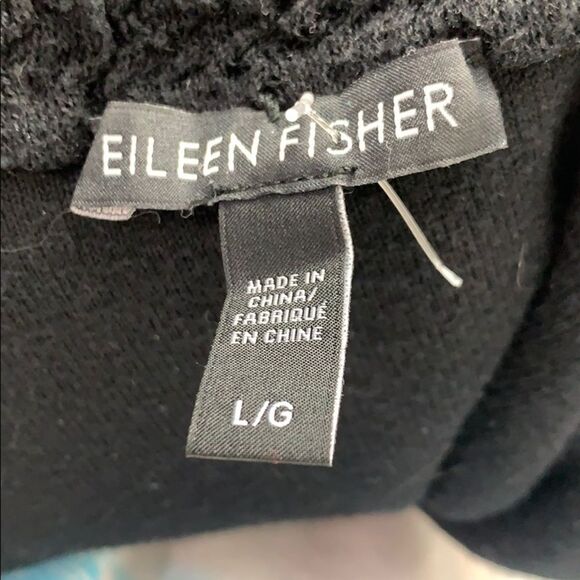 EILEEN FISHER
MADE IN
CHINA/
FABRIQUÉ
EN CHINE
L/G